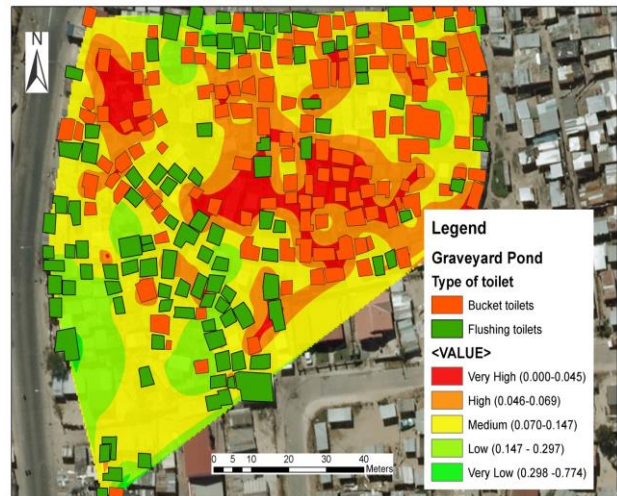 N
Legend
Graveyard Pond
Type of toilet
Bucket toilets
Flushing toilets
<VALUE>
Very High (0.000-0.045)
High (0.046-0.069)
Medium (0.070-0.147)
Low (0.147 - 0.297)
Very Low (0.298 -0.774)
0 5 10 20 30 40
Meters